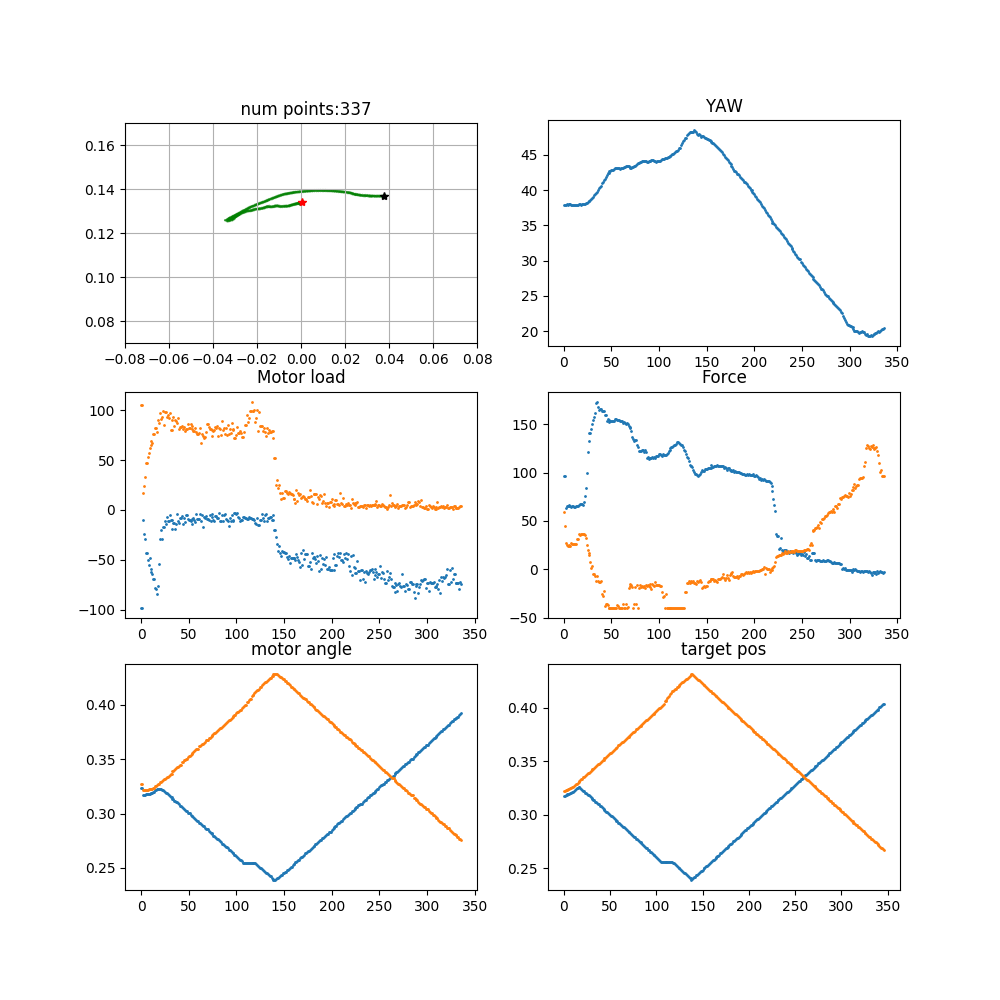 num points:337
YAW
0.16
0.14
0.12
0.10
0.08
−0.08 −0.06 −0.04 −0.02 0.00 0.02 0.04 0.06 0.08
45
40
35
30
25
20
0 50 100 150 200 250 300 350
Motor load
Force
100
50
0
−50
−100
0 50 100 150 200 250 300 350
150
100
50
0
−50
0 50 100 150 200 250 300 350
motor angle
target pos
0.40
0.35
0.30
0.25
0 50 100 150 200 250 300 350
0.40
0.35
0.30
0.25
0 50 100 150 200 250 300 350